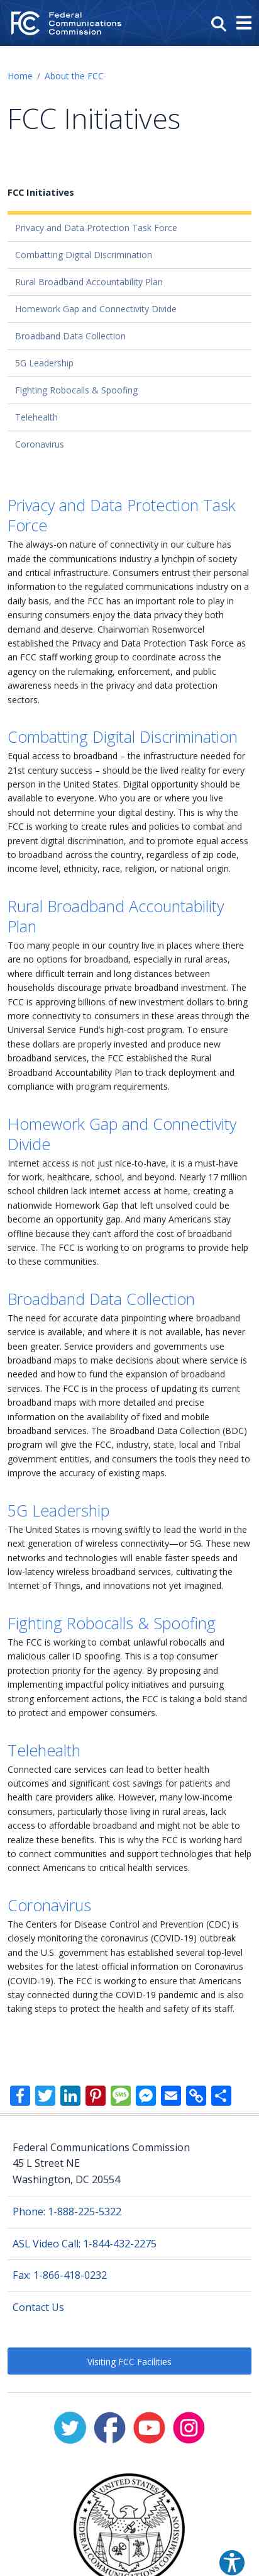 Federal
Communications
Commission
Home / About the FCC
FCC Initiatives
FCC Initiatives
Privacy and Data Protection Task Force
Combatting Digital Discrimination
Rural Broadband Accountability Plan
Homework Gap and Connectivity Divide
Broadband Data Collection
5G Leadership
Fighting Robocalls & Spoofing
Telehealth
Coronavirus
Privacy and Data Protection Task
Force
The always-on nature of connectivity in our culture has
made the communications industry a lynchpin of society
and critical infrastructure. Consumers entrust their personal
information to the regulated communications industry on a
daily basis, and the FCC has an important role to play in
ensuring consumers enjoy the data privacy they both
demand and deserve. Chairwoman Rosenworcel
established the Privacy and Data Protection Task Force as
an FCC staff working group to coordinate across the
agency on the rulemaking, enforcement, and public
awareness needs in the privacy and data protection
sectors.
Combatting Digital Discrimination
Equal access to broadband – the infrastructure needed for
21st century success – should be the lived reality for every
person in the United States. Digital opportunity should be
available to everyone. Who you are or where you live
should not determine your digital destiny. This is why the
FCC is working to create rules and policies to combat and
prevent digital discrimination, and to promote equal access
to broadband across the country, regardless of zip code,
income level, ethnicity, race, religion, or national origin.
Rural Broadband Accountability
Plan
Too many people in our country live in places where there
are no options for broadband, especially in rural areas,
where difficult terrain and long distances between
households discourage private broadband investment. The
FCC is approving billions of new investment dollars to bring
more connectivity to consumers in these areas through the
Universal Service Fund's high-cost program. To ensure
these dollars are properly invested and produce new
broadband services, the FCC established the Rural
Broadband Accountability Plan to track deployment and
compliance with program requirements.
Homework Gap and Connectivity
Divide
Internet access is not just nice-to-have, it is a must-have
for work, healthcare, school, and beyond. Nearly 17 million
school children lack internet access at home, creating a
nationwide Homework Gap that left unsolved could be
become an opportunity gap. And many Americans stay
offline because they can't afford the cost of broadband
service. The FCC is working to on programs to provide help
to these communities.
Broadband Data Collection
The need for accurate data pinpointing where broadband
service is available, and where it is not available, has never
been greater. Service providers and governments use
broadband maps to make decisions about where service is
needed and how to fund the expansion of broadband
services. The FCC is in the process of updating its current
broadband maps with more detailed and precise
information on the availability of fixed and mobile
broadband services. The Broadband Data Collection (BDC)
program will give the FCC, industry, state, local and Tribal
government entities, and consumers the tools they need to
improve the accuracy of existing maps.
5G Leadership
The United States is moving swiftly to lead the world in the
next generation of wireless connectivity—or 5G. These new
networks and technologies will enable faster speeds and
low-latency wireless broadband services, cultivating the
Internet of Things, and innovations not yet imagined.
Fighting Robocalls & Spoofing
The FCC is working to combat unlawful robocalls and
malicious caller ID spoofing. This is a top consumer
protection priority for the agency. By proposing and
implementing impactful policy initiatives and pursuing
strong enforcement actions, the FCC is taking a bold stand
to protect and empower consumers.
Telehealth
Connected care services can lead to better health
outcomes and significant cost savings for patients and
health care providers alike. However, many low-income
consumers, particularly those living in rural areas, lack
access to affordable broadband and might not be able to
realize these benefits. This is why the FCC is working hard
to connect communities and support technologies that help
connect Americans to critical health services.
Coronavirus
The Centers for Disease Control and Prevention (CDC) is
closely monitoring the coronavirus (COVID-19) outbreak
and the U.S. government has established several top-level
websites for the latest official information on Coronavirus
(COVID-19). The FCC is working to ensure that Americans
stay connected during the COVID-19 pandemic and is also
taking steps to protect the health and safety of its staff.
Federal Communications Commission
45 L Street NE
Washington, DC 20554
Phone: 1-888-225-5322
ASL Video Call: 1-844-432-2275
Fax: 1-866-418-0232
Contact Us
Visiting FCC Facilities
UNITED STATES